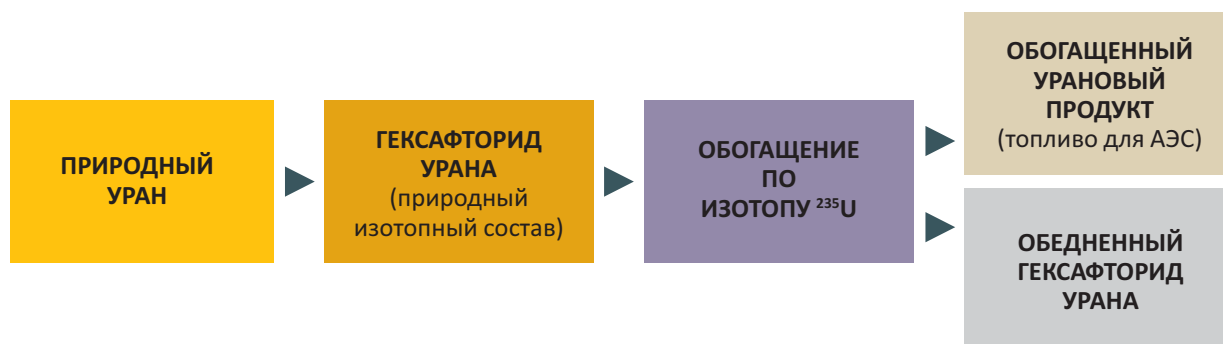 ПРИРОДНЫЙ
УРАН
ГЕКСАФТОРИД
УРАНА
(природный
изотопный состав)
ОБОГАЩЕНИЕ
ПО
ИЗОТОПУ ²³⁵U
ОБОГАЩЕННЫЙ
УРАНОВЫЙ
ПРОДУКТ
(топливо для АЭС)
ОБЕДНЕННЫЙ
ГЕКСАФТОРИД
УРАНА